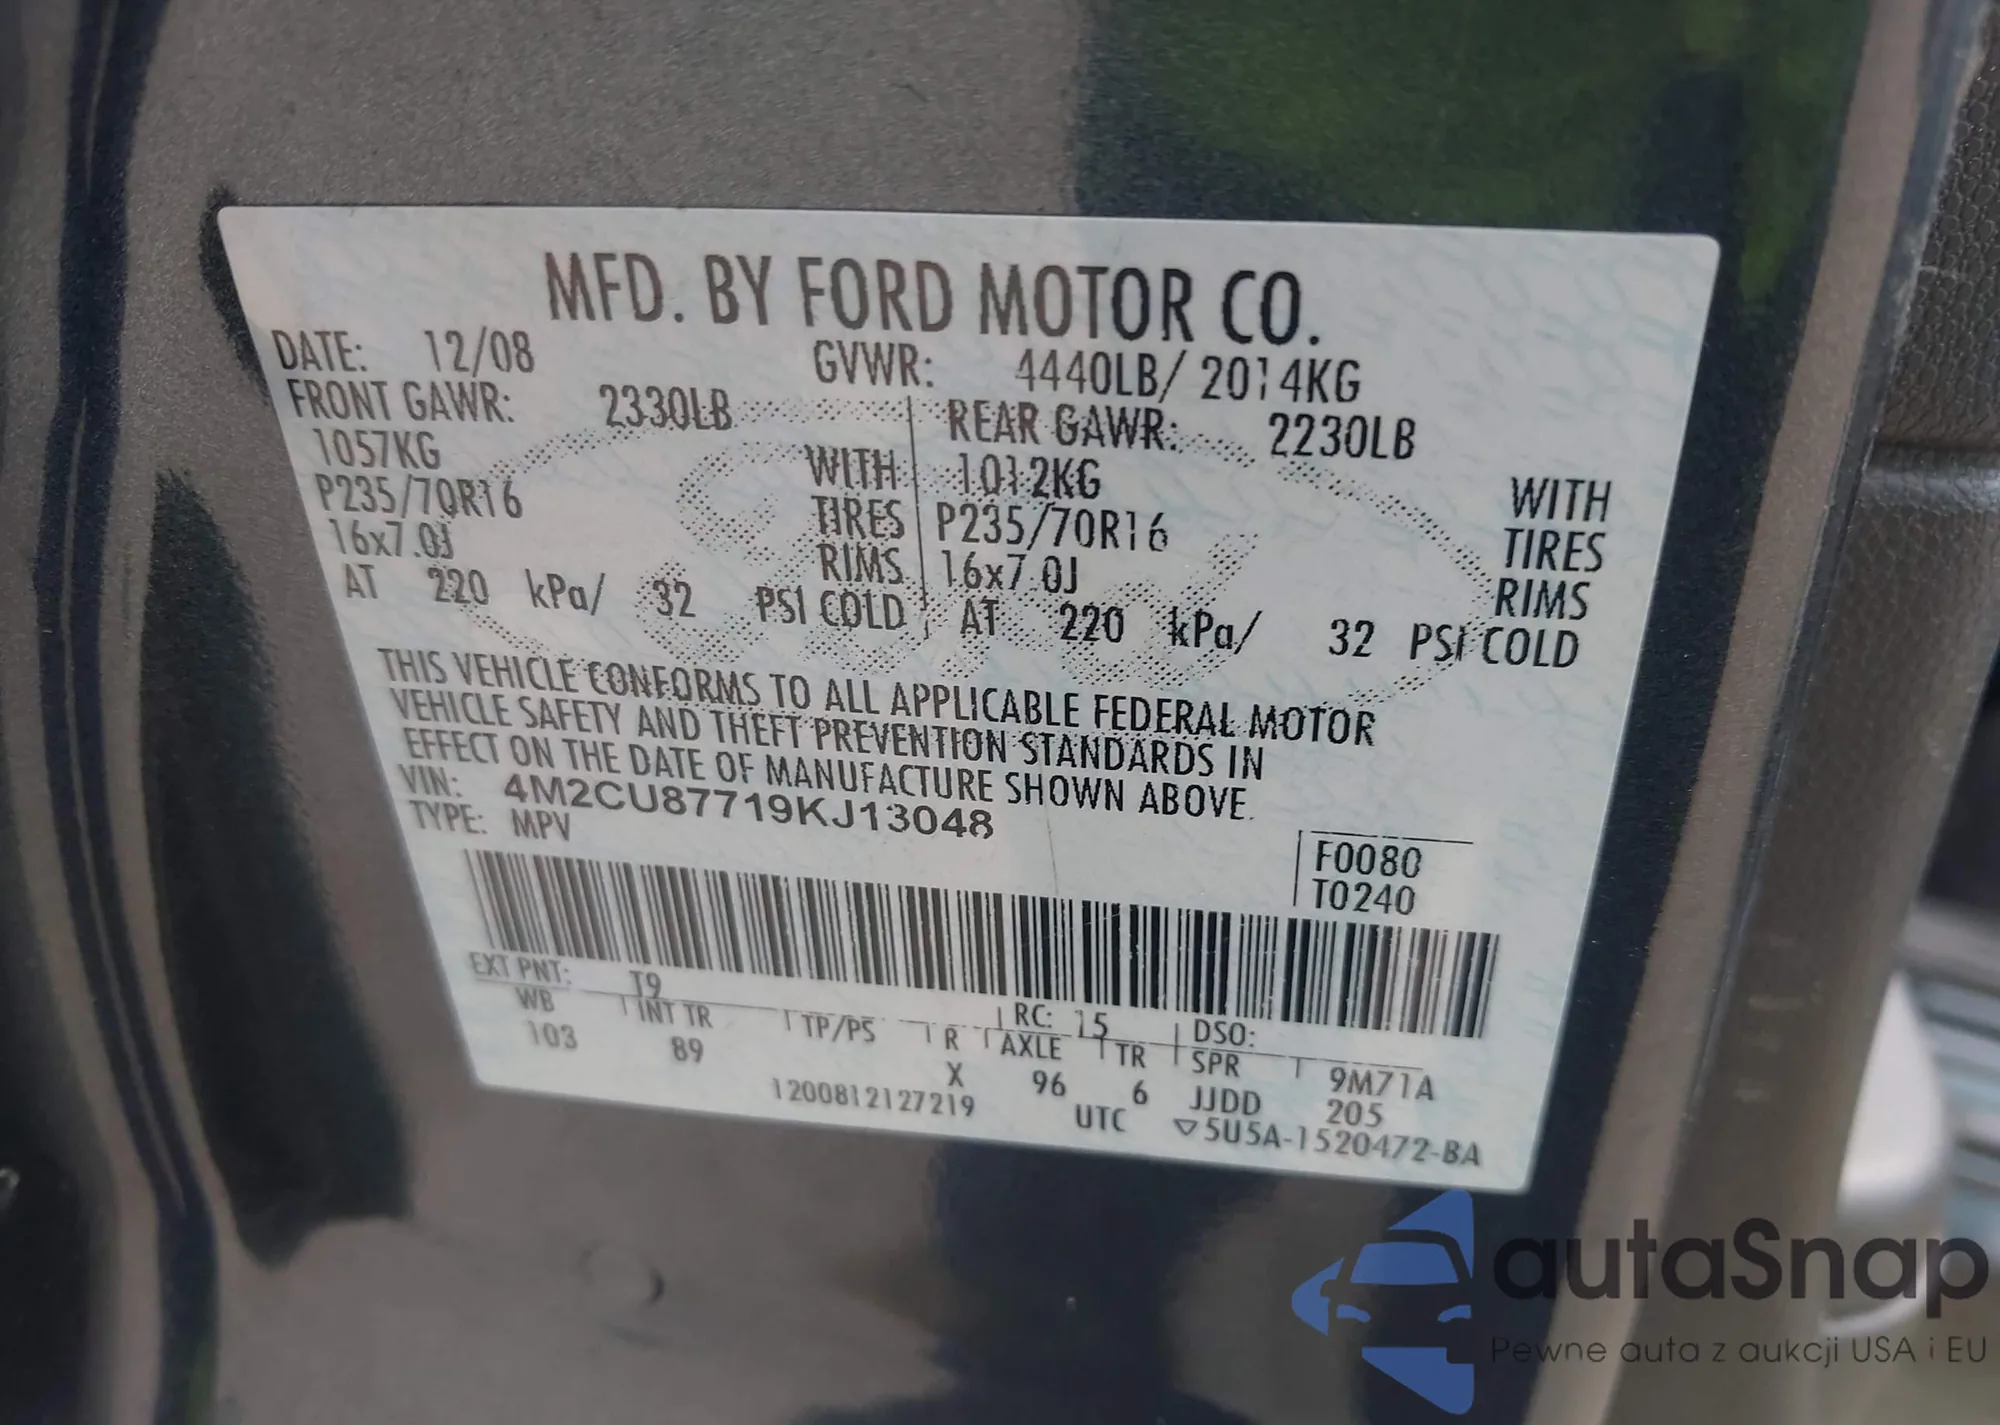 MFD. BY FORD MOTOR CO.
DATE: 12/08 GVWR: 4440LB/ 2014KG
FRONT GAWR: 2330LB REAR GAWR: 2230LB
1057KG WITH 1012KG WITH
P235/70R16 TIRES P235/70R16 TIRES
16x7.0J RIMS 16x7.0J RIMS
AT 220 kPa/ 32 PSI COLD AT 220 kPa/ 32 PSI COLD
THIS VEHICLE CONFORMS TO ALL APPLICABLE FEDERAL MOTOR
VEHICLE SAFETY AND THEFT PREVENTION STANDARDS IN
EFFECT ON THE DATE OF MANUFACTURE SHOWN ABOVE.
VIN: 4M2CU87719KJ13048
TYPE: MPV
F0080
T0240
EXT PNT: T9 RC: 15 DSO:
WB INT TR TP/PS R AXLE TR SPR 9M71A
103 89 X 96 6 JJDD 205
1200812127219 UTC ▽5U5A-1520472-BA
autaSnap
Pewne auta z aukcji USA i EU